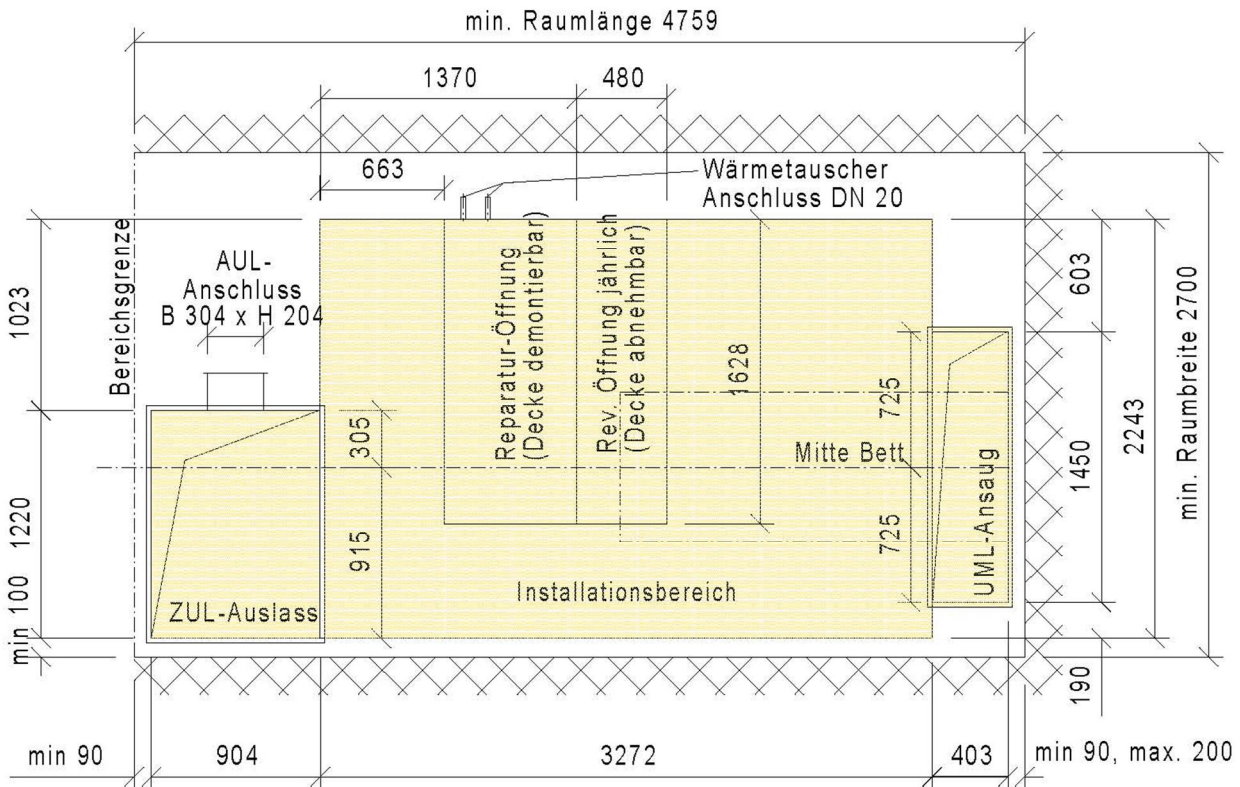 min. Raumlänge 4759
1370
480
663
Wärmetauscher
Anschluss DN 20
Bereichsgrenze
AUL-
Anschluss
B 304 x H 204
1023
1220
min 100
Reparatur-Öffnung
(Decke demontierbar)
Rev. Öffnung jährlich
(Decke abnehmbar)
1628
603
725
1450
2243
min. Raumbreite 2700
305
915
Mitte Bett
725
UML-Ansaug
ZUL-Auslass
Installationsbereich
190
min 90
904
3272
403
min 90, max. 200